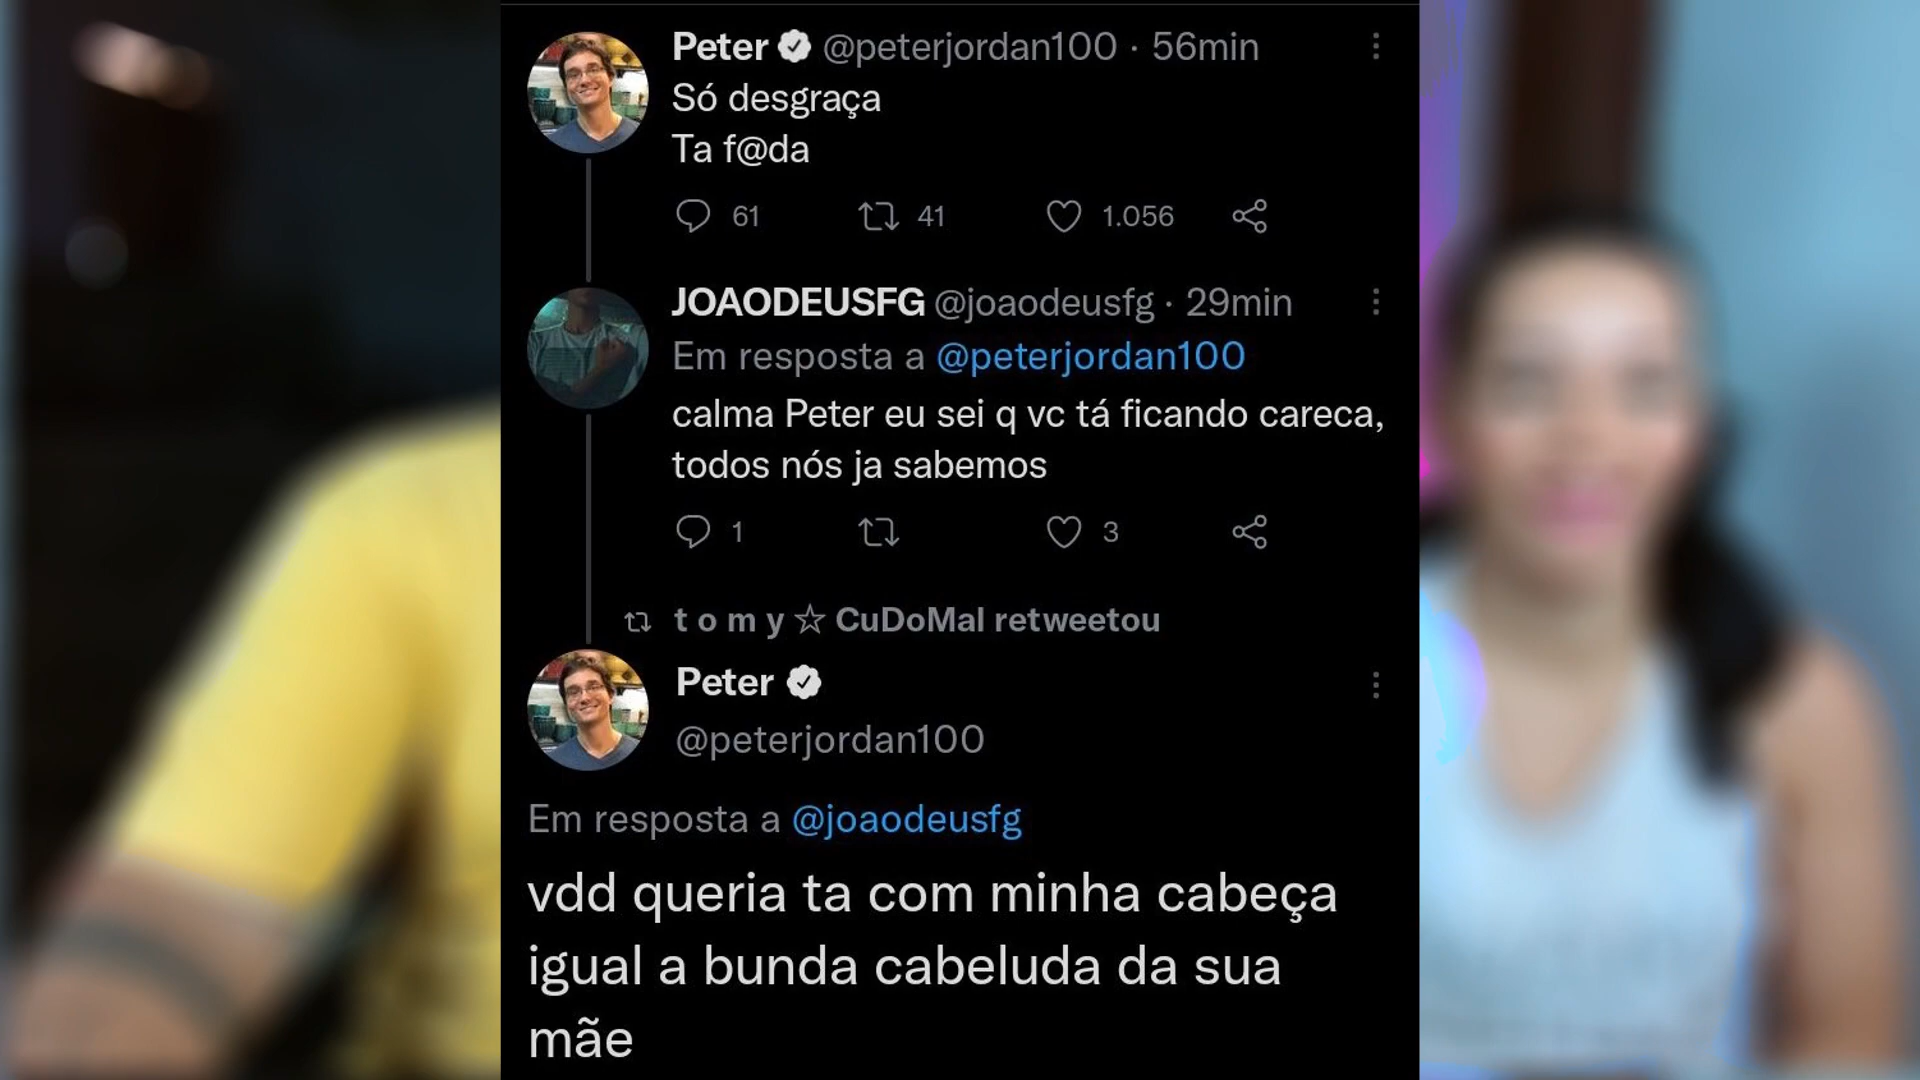 Peter @peterjordan100 · 56min
Só desgraça
Ta f@da
61 41 1.056
JOAODEUSFG @joaodeusfg · 29min
Em resposta a @peterjordan100
calma Peter eu sei q vc tá ficando careca,
todos nós ja sabemos
1 3
t o m y ☆ CuDoMal retweetou
Peter
@peterjordan100
Em resposta a @joaodeusfg
vdd queria ta com minha cabeça
igual a bunda cabeluda da sua
mãe